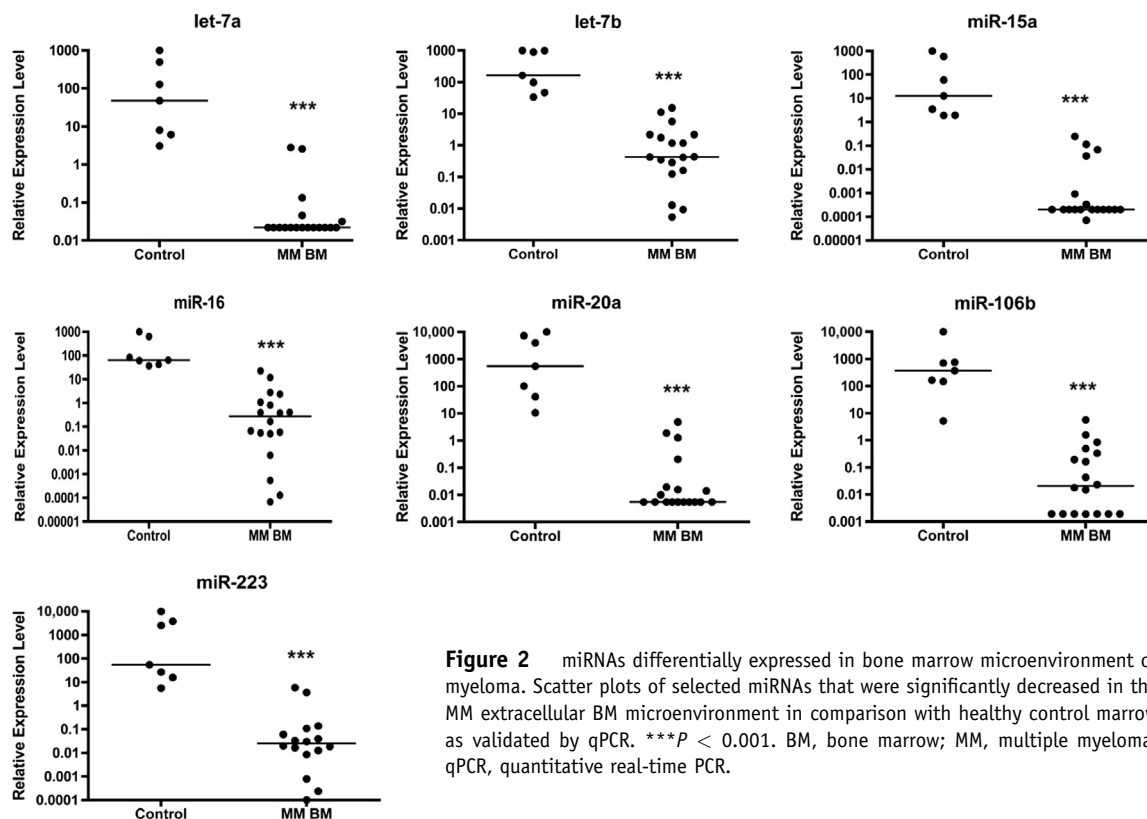 let-7a
Relative Expression Level
1000
100
10
1
0.1
0.01
***
Control MM BM
let-7b
Relative Expression Level
1000
100
10
1
0.1
0.01
0.001
***
Control MM BM
miR-15a
Relative Expression Level
1000
100
10
1
0.1
0.01
0.001
0.0001
0.00001
***
Control MM BM
miR-16
Relative Expression Level
1000
100
10
1
0.1
0.01
0.001
0.0001
0.00001
***
Control MM BM
miR-20a
Relative Expression Level
10,000
1000
100
10
1
0.1
0.01
0.001
***
Control MM BM
miR-106b
Relative Expression Level
10,000
1000
100
10
1
0.1
0.01
0.001
***
Control MM BM
miR-223
Relative Expression Level
10,000
1000
100
10
1
0.1
0.01
0.001
0.0001
***
Control MM BM
Figure 2 miRNAs differentially expressed in bone marrow microenvironment
myeloma. Scatter plots of selected miRNAs that were significantly decreased in
MM extracellular BM microenvironment in comparison with healthy control marrow
as validated by qPCR. ***P < 0.001. BM, bone marrow; MM, multiple myeloma
qPCR, quantitative real-time PCR.